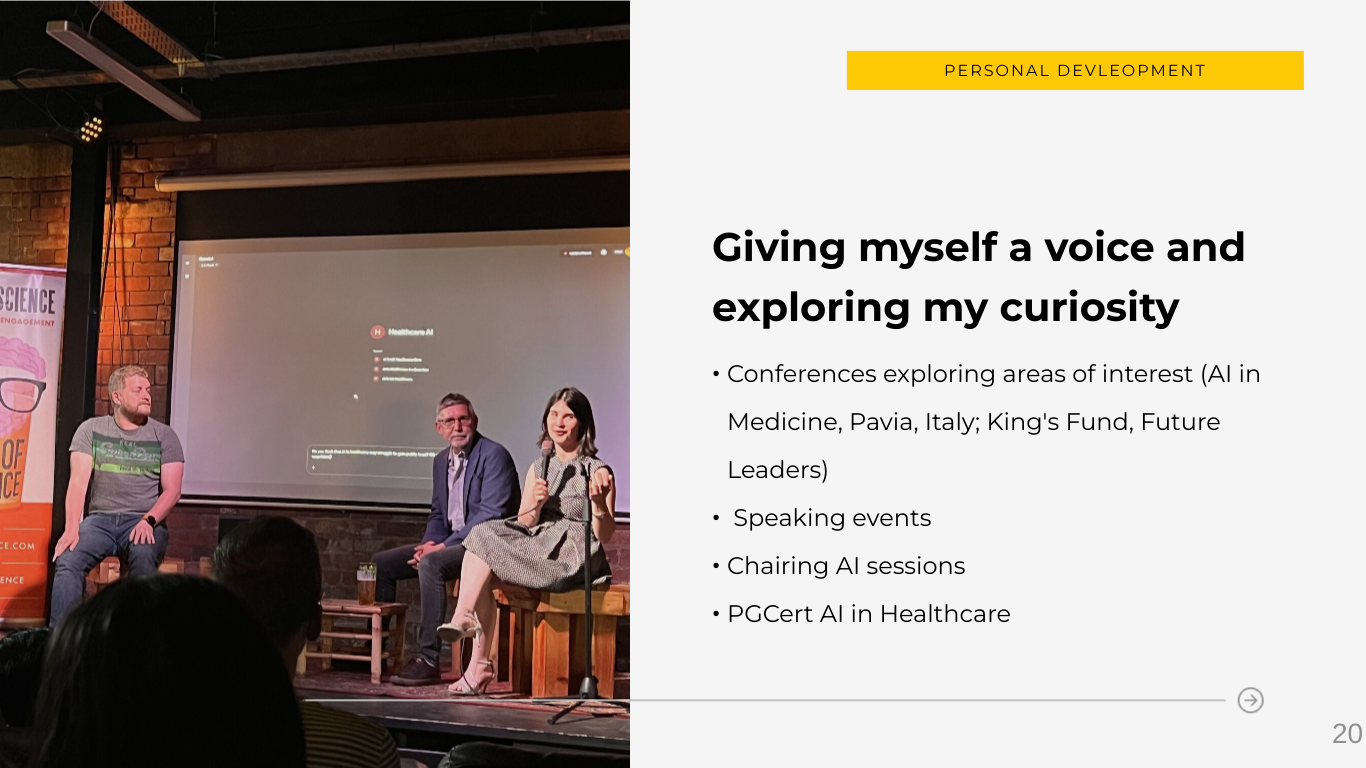 PERSONAL DEVLEOPMENT
Giving myself a voice and
exploring my curiosity
• Conferences exploring areas of interest (AI in
Medicine, Pavia, Italy; King's Fund, Future
Leaders)
• Speaking events
• Chairing AI sessions
• PGCert AI in Healthcare
20
SCIENCE
ENGAGEMENT
OF
CE.COM
ENCE
H Healthcare AI